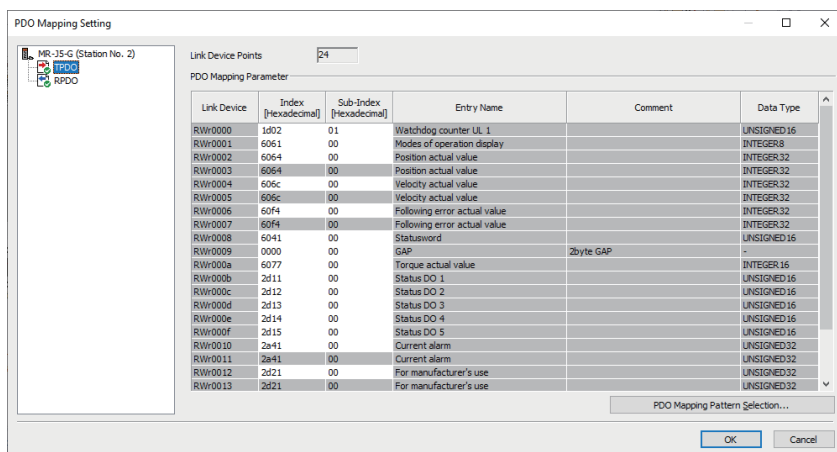 PDO Mapping Setting
MR-J5-G (Station No. 2)
TPDO
RPDO
Link Device Points 24
PDO Mapping Parameter
Link Device Index [Hexadecimal] Sub-Index [Hexadecimal] Entry Name Comment Data Type
RWr0000 1d02 01 Watchdog counter UL 1 UNSIGNED16
RWr0001 6061 00 Modes of operation display INTEGER8
RWr0002 6064 00 Position actual value INTEGER32
RWr0003 6064 00 Position actual value INTEGER32
RWr0004 606c 00 Velocity actual value INTEGER32
RWr0005 606c 00 Velocity actual value INTEGER32
RWr0006 60f4 00 Following error actual value INTEGER32
RWr0007 60f4 00 Following error actual value INTEGER32
RWr0008 6041 00 Statusword UNSIGNED16
RWr0009 0000 00 GAP 2byte GAP -
RWr000a 6077 00 Torque actual value INTEGER16
RWr000b 2d11 00 Status DO 1 UNSIGNED16
RWr000c 2d12 00 Status DO 2 UNSIGNED16
RWr000d 2d13 00 Status DO 3 UNSIGNED16
RWr000e 2d14 00 Status DO 4 UNSIGNED16
RWr000f 2d15 00 Status DO 5 UNSIGNED16
RWr0010 2a41 00 Current alarm UNSIGNED32
RWr0011 2a41 00 Current alarm UNSIGNED32
RWr0012 2d21 00 For manufacturer's use UNSIGNED32
RWr0013 2d21 00 For manufacturer's use UNSIGNED32
PDO Mapping Pattern Selection...
OK Cancel